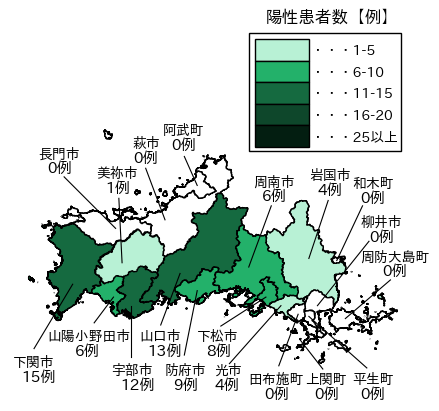 陽性患者数【例】
・・・1-5
・・・6-10
・・・11-15
・・・16-20
・・・25以上
阿武町
0例
萩市
0例
長門市
0例
美祢市
1例
周南市
6例
岩国市
4例
和木町
0例
柳井市
0例
周防大島町
0例
山陽小野田市
6例
山口市
13例
下松市
8例
下関市
15例
宇部市
12例
防府市
9例
光市
4例
田布施町
0例
上関町
0例
平生町
0例